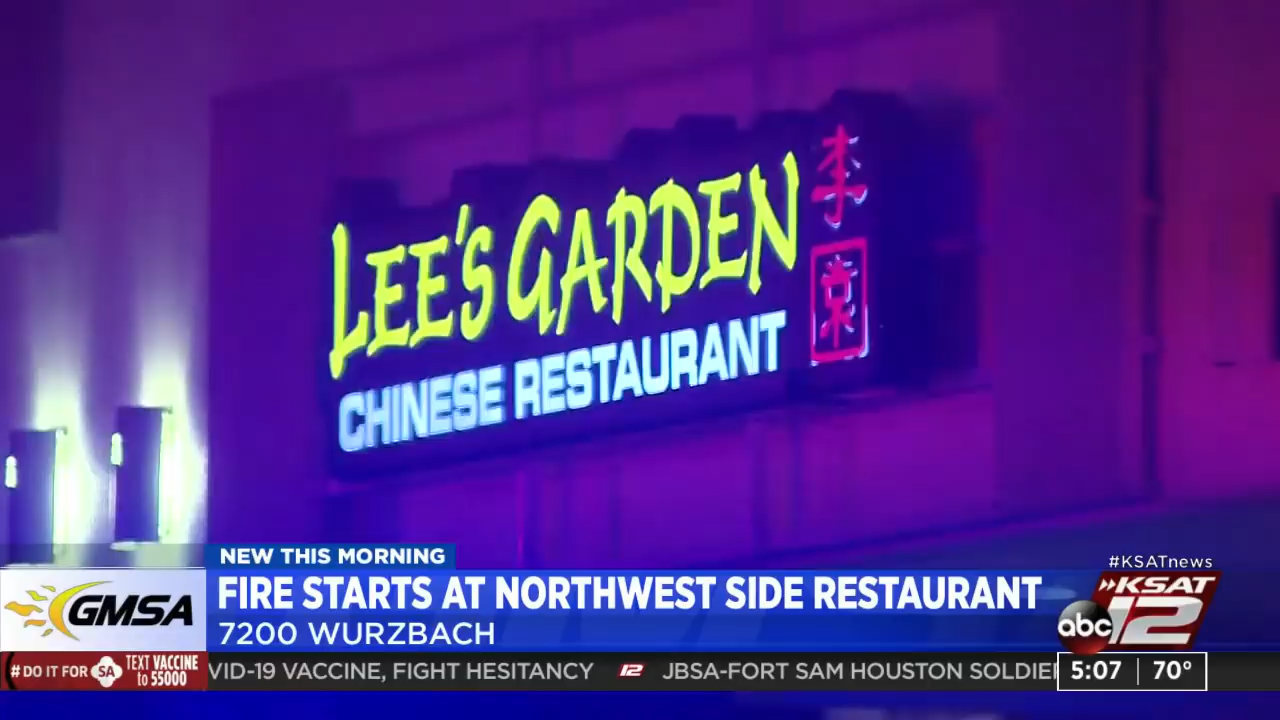 LEE'S GARDEN
CHINESE RESTAURANT
李
#KSATnews
NEW THIS MORNING
FIRE STARTS AT NORTHWEST SIDE RESTAURANT
7200 WURZBACH
GMSA
abc
KSAT
12
# DO IT FOR SA
TEXT VACCINE
to 55000
VID-19 VACCINE, FIGHT HESITANCY 12 JBSA-FORT SAM HOUSTON SOLDIE
5:07 70°